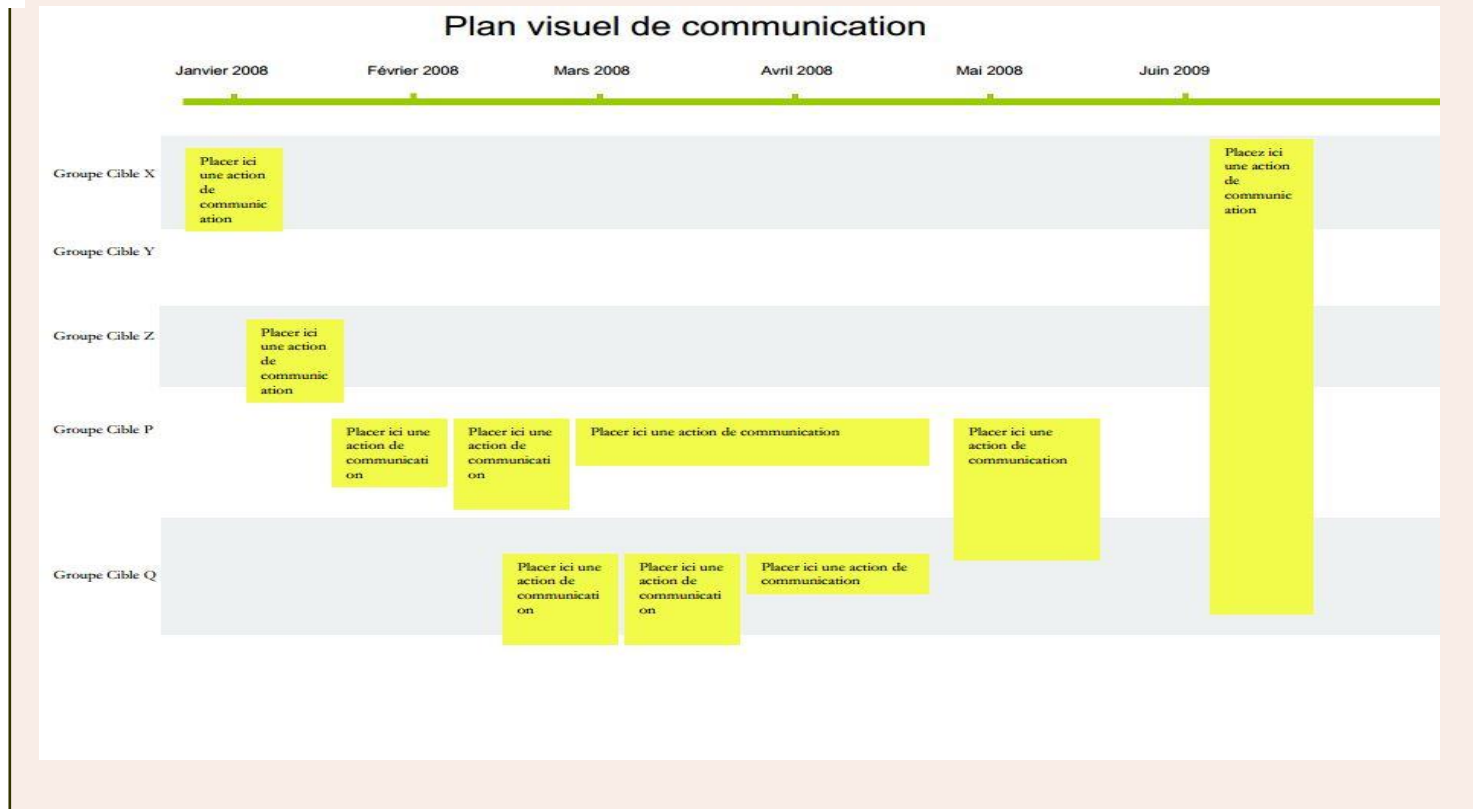 Plan visuel de communication
Janvier 2008 Février 2008 Mars 2008 Avril 2008 Mai 2008 Juin 2009
Groupe Cible X
Placer ici
une action
de
communic
ation
Placez ici
une action
de
communic
ation
Groupe Cible Y
Groupe Cible Z
Placer ici
une action
de
communic
ation
Groupe Cible P
Placer ici une
action de
communicati
on
Placer ici une
action de
communicati
on
Placer ici une action de communication
Placer ici une
action de
communication
Groupe Cible Q
Placer ici une
action de
communicati
on
Placer ici une
action de
communicati
on
Placer ici une action de
communication